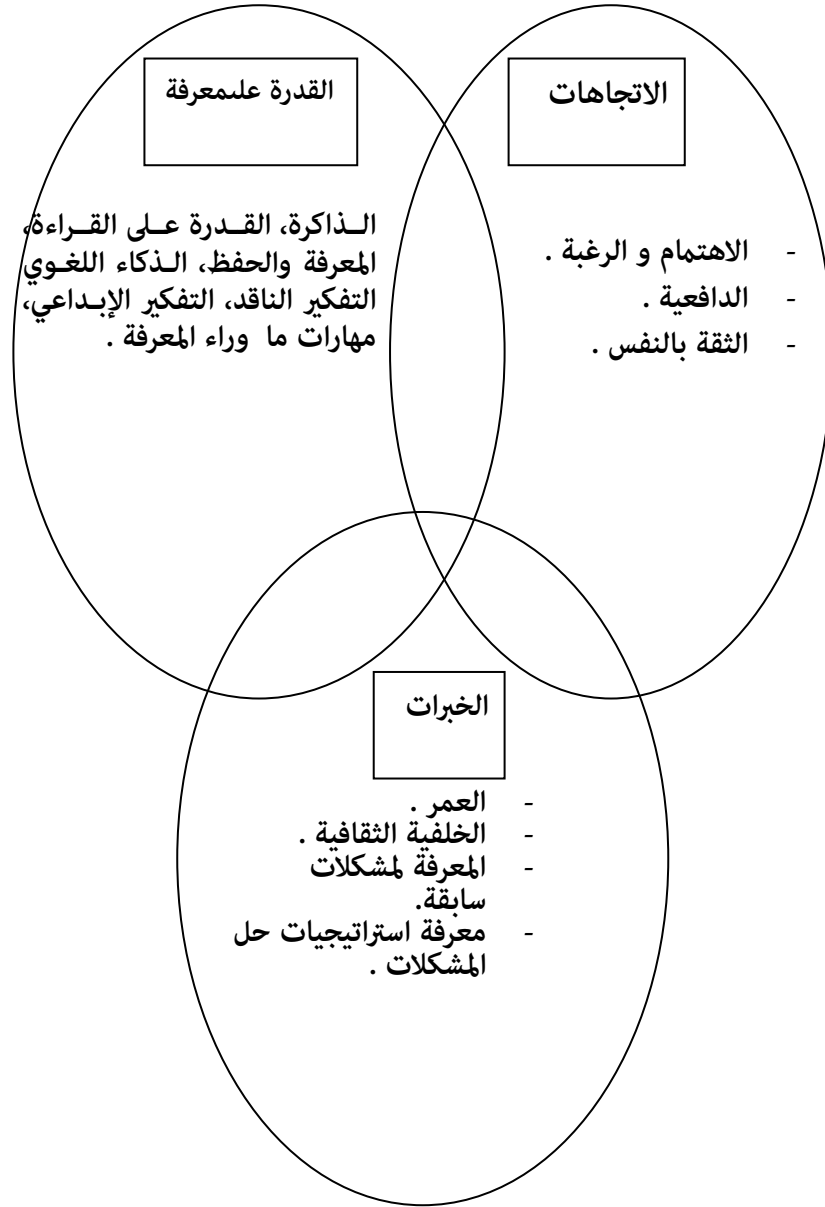 الاتجاهات
- الاهتمام و الرغبة .
- الدافعية .
- الثقة بالنفس .
القدرة علىمعرفة
الـذاكرة، القـدرة عـلى القـراءة،
المعرفة والحفظ، الـذكاء اللغـوي
التفكير الناقد، التفكير الإبـداعي،
مهارات ما وراء المعرفة .
الخبرات
- العمر .
- الخلفية الثقافية .
- المعرفة لمشكلات
سابقة.
- معرفة استراتيجيات حل
المشكلات .